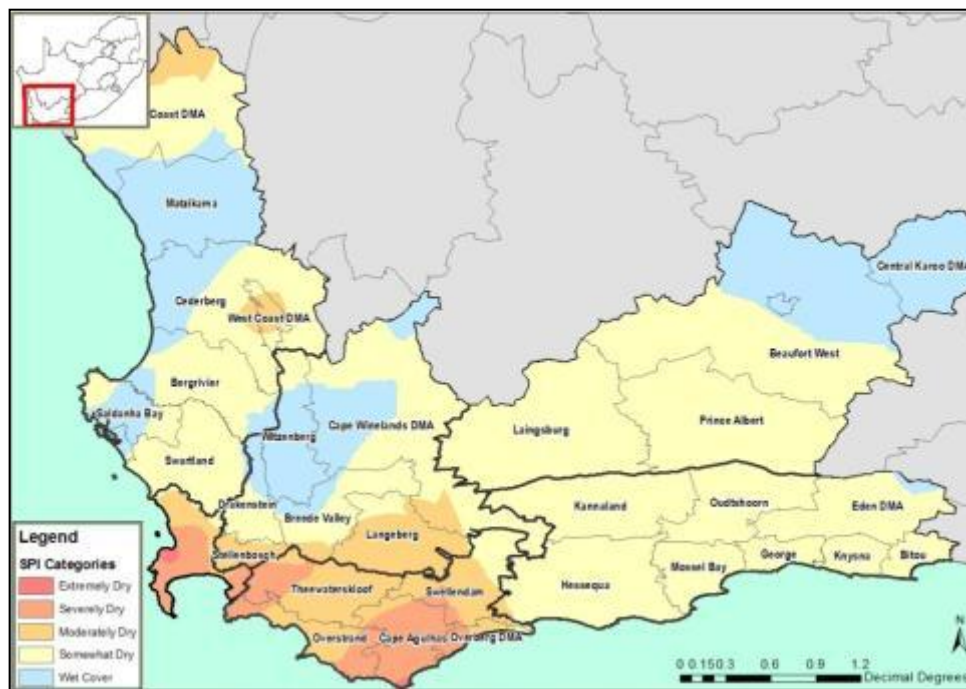 Coast DMA
Matzikama
Central Karoo DMA
Cederberg
West Coast DMA
Beaufort West
Bergrivier
Saldanha Bay
Witzenberg
Cape Winelands DMA
Laingsburg
Prince Albert
Swartland
Drakenstein
Breede Valley
Kannaland
Oudtshoorn
Eden DMA
Langeberg
Stellenbosch
Theewaterskloof
Swellendam
Hessequa
Mossel Bay
George
Knysna
Bitou
Overstrand
Cape Agulhas
Overberg DMA
Legend
SPI Categories
Extremely Dry
Severely Dry
Moderately Dry
Somewhat Dry
Wet Cover
N
0 0.15 0.3 0.6 0.9 1.2
Decimal Degrees